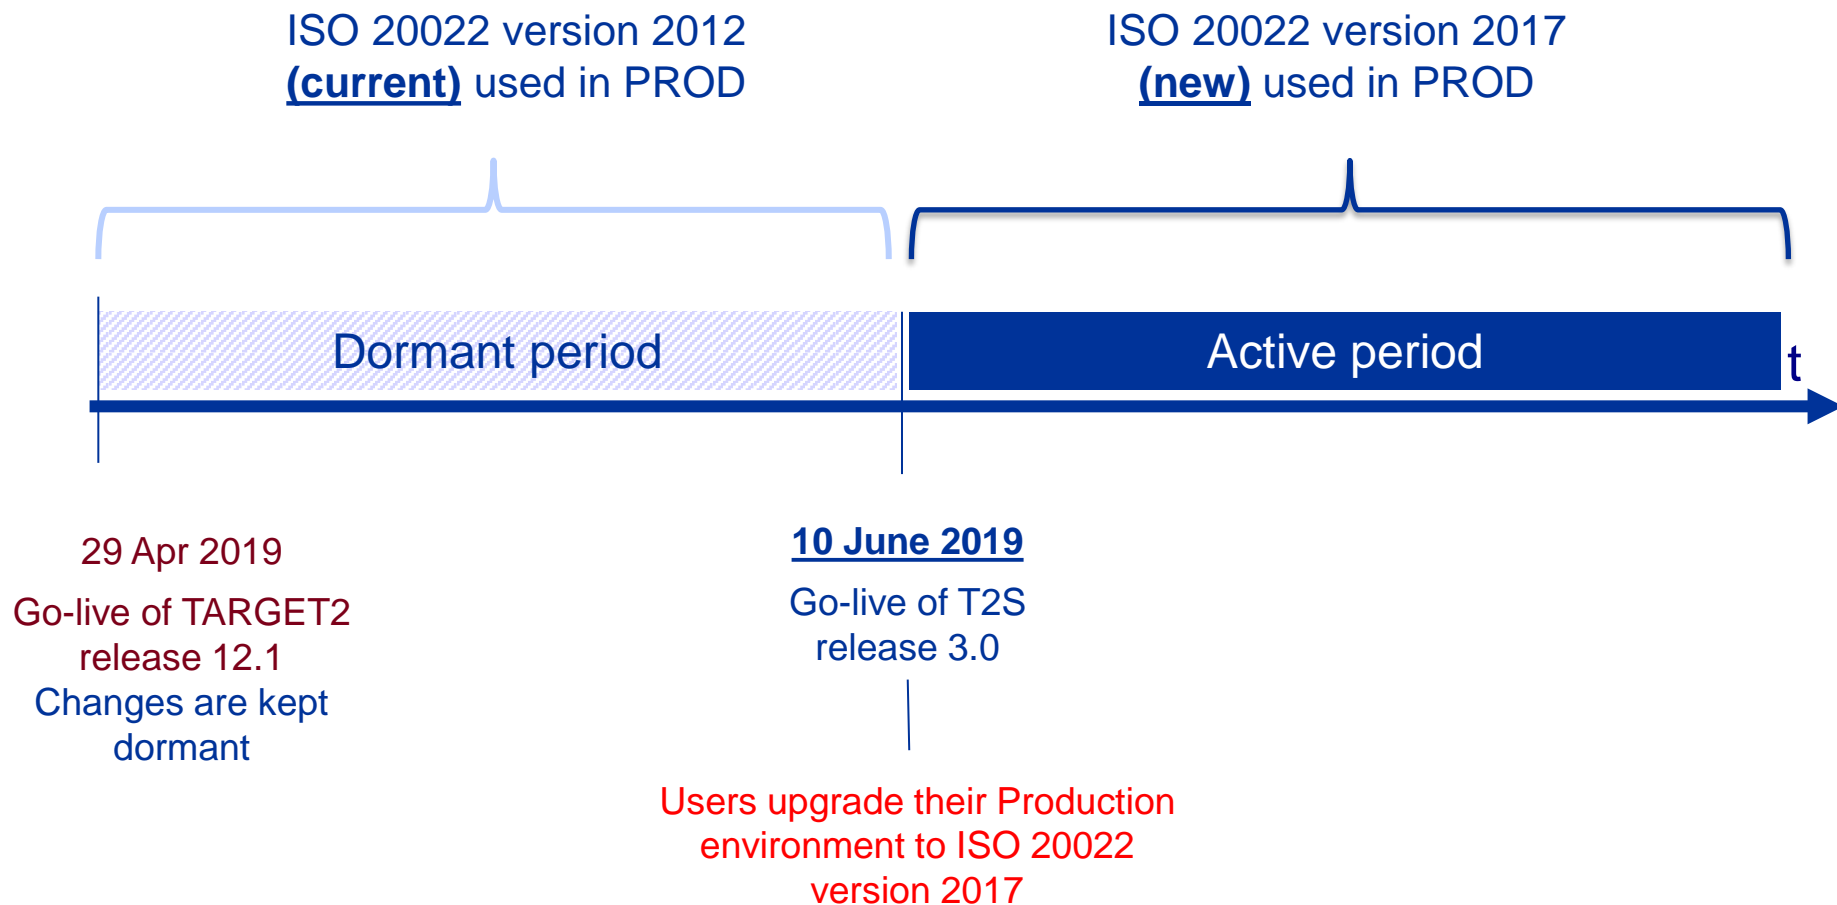 ISO 20022 version 2012
(current) used in PROD
ISO 20022 version 2017
(new) used in PROD
Dormant period
Active period
t
29 Apr 2019
Go-live of TARGET2
release 12.1
Changes are kept
dormant
10 June 2019
Go-live of T2S
release 3.0
Users upgrade their Production
environment to ISO 20022
version 2017